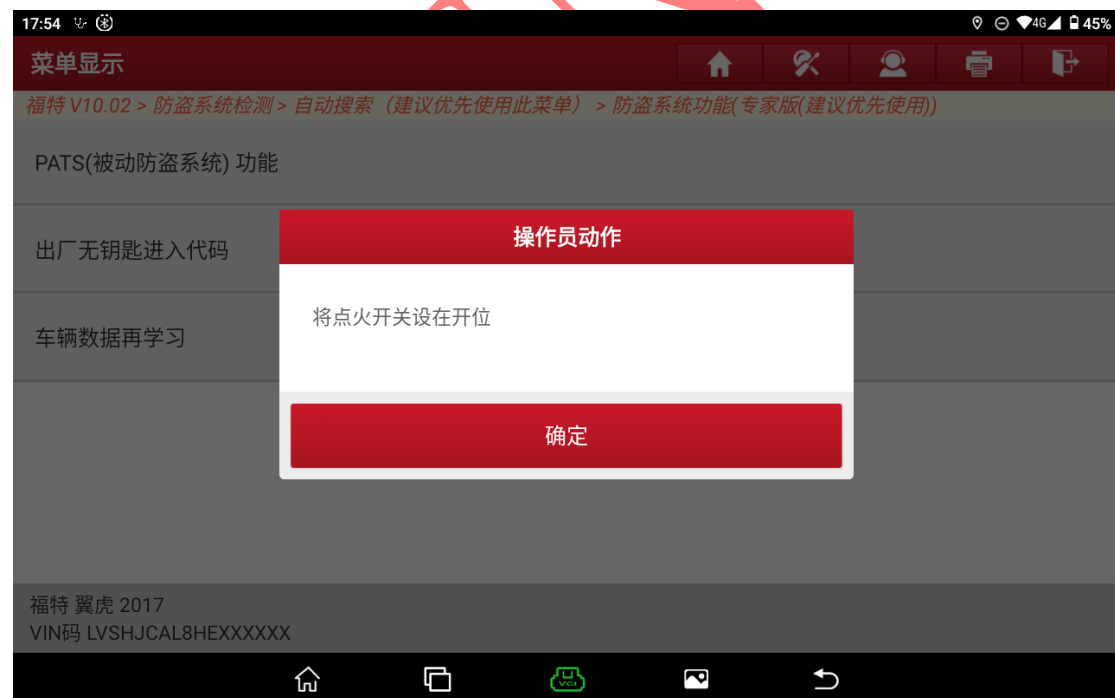 17:54
4G 45%
菜单显示
福特 V10.02 > 防盗系统检测 > 自动搜索（建议优先使用此菜单） > 防盗系统功能(专家版(建议优先使用))
PATS(被动防盗系统) 功能
操作员动作
出厂无钥匙进入代码
将点火开关设在开位
车辆数据再学习
确定
福特 翼虎 2017
VIN码 LVSHJCAL8HEXXXXXX
VCI